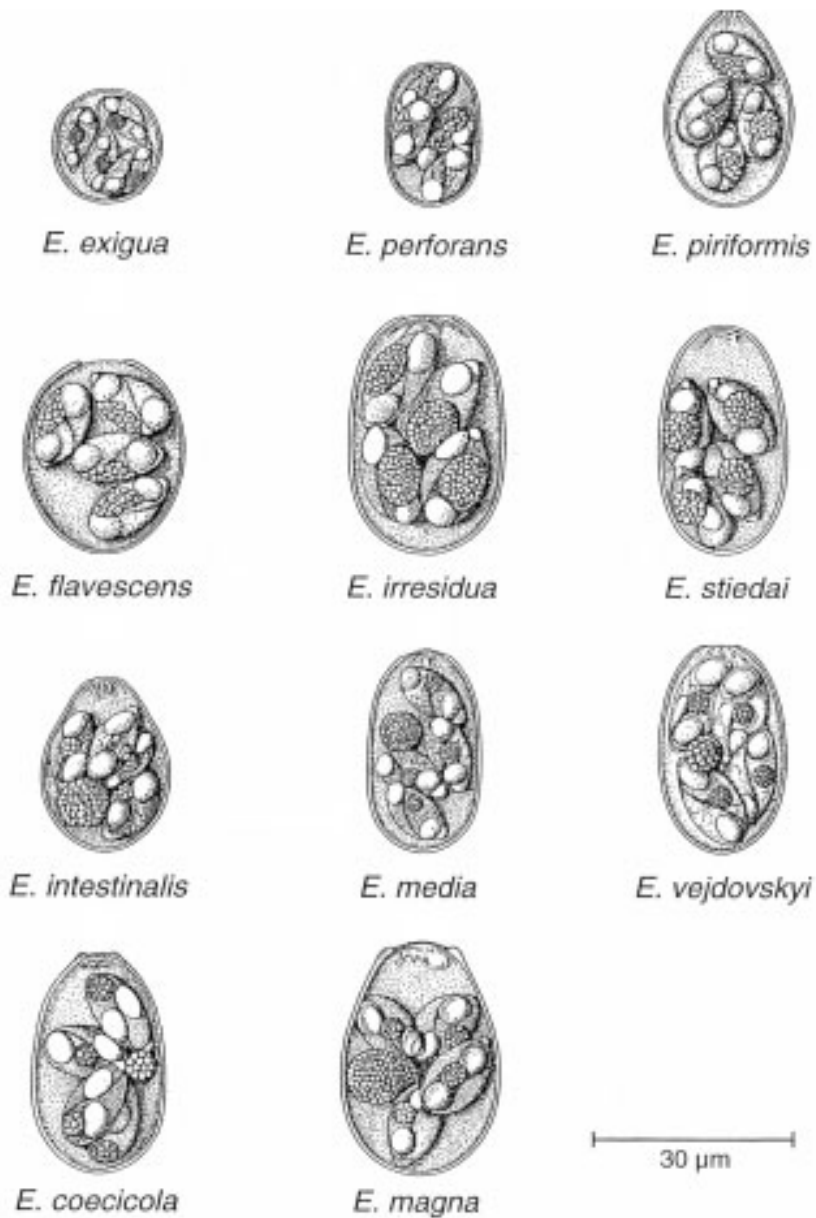 E. exigua
E. perforans
E. piriformis
E. flavescens
E. irresidua
E. stiedai
E. intestinalis
E. media
E. vejdovskyi
E. coecicola
E. magna
30 μm